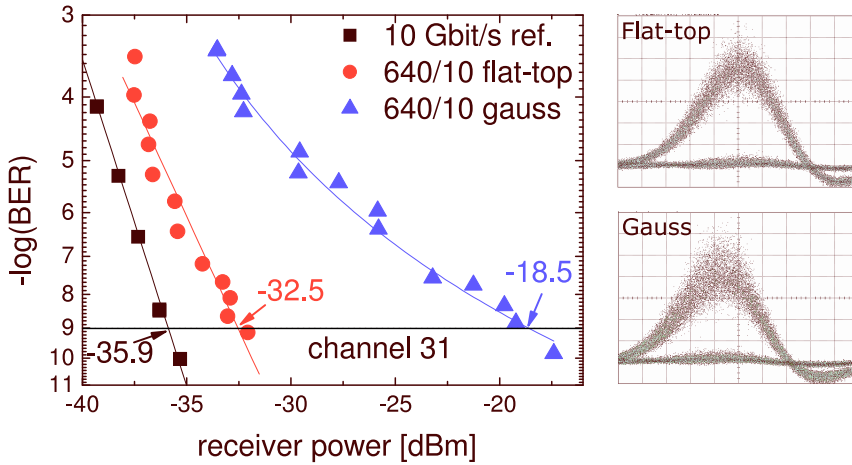 10 Gbit/s ref.
640/10 flat-top
640/10 gauss
3
4
5
6
7
8
9
10
11
-log(BER)
-32.5
-18.5
-35.9
channel 31
-40
-35
-30
-25
-20
receiver power [dBm]
Flat-top
Gauss